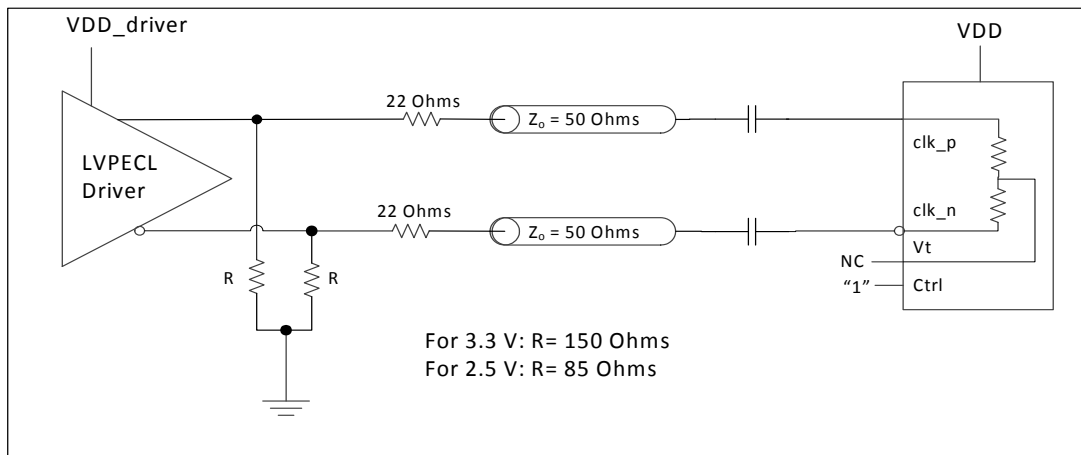 VDD_driver
VDD
22 Ohms
Zo = 50 Ohms
clk_p
LVPECL
Driver
22 Ohms
Zo = 50 Ohms
clk_n
Vt
NC
"1"
Ctrl
R
R
For 3.3 V: R= 150 Ohms
For 2.5 V: R= 85 Ohms